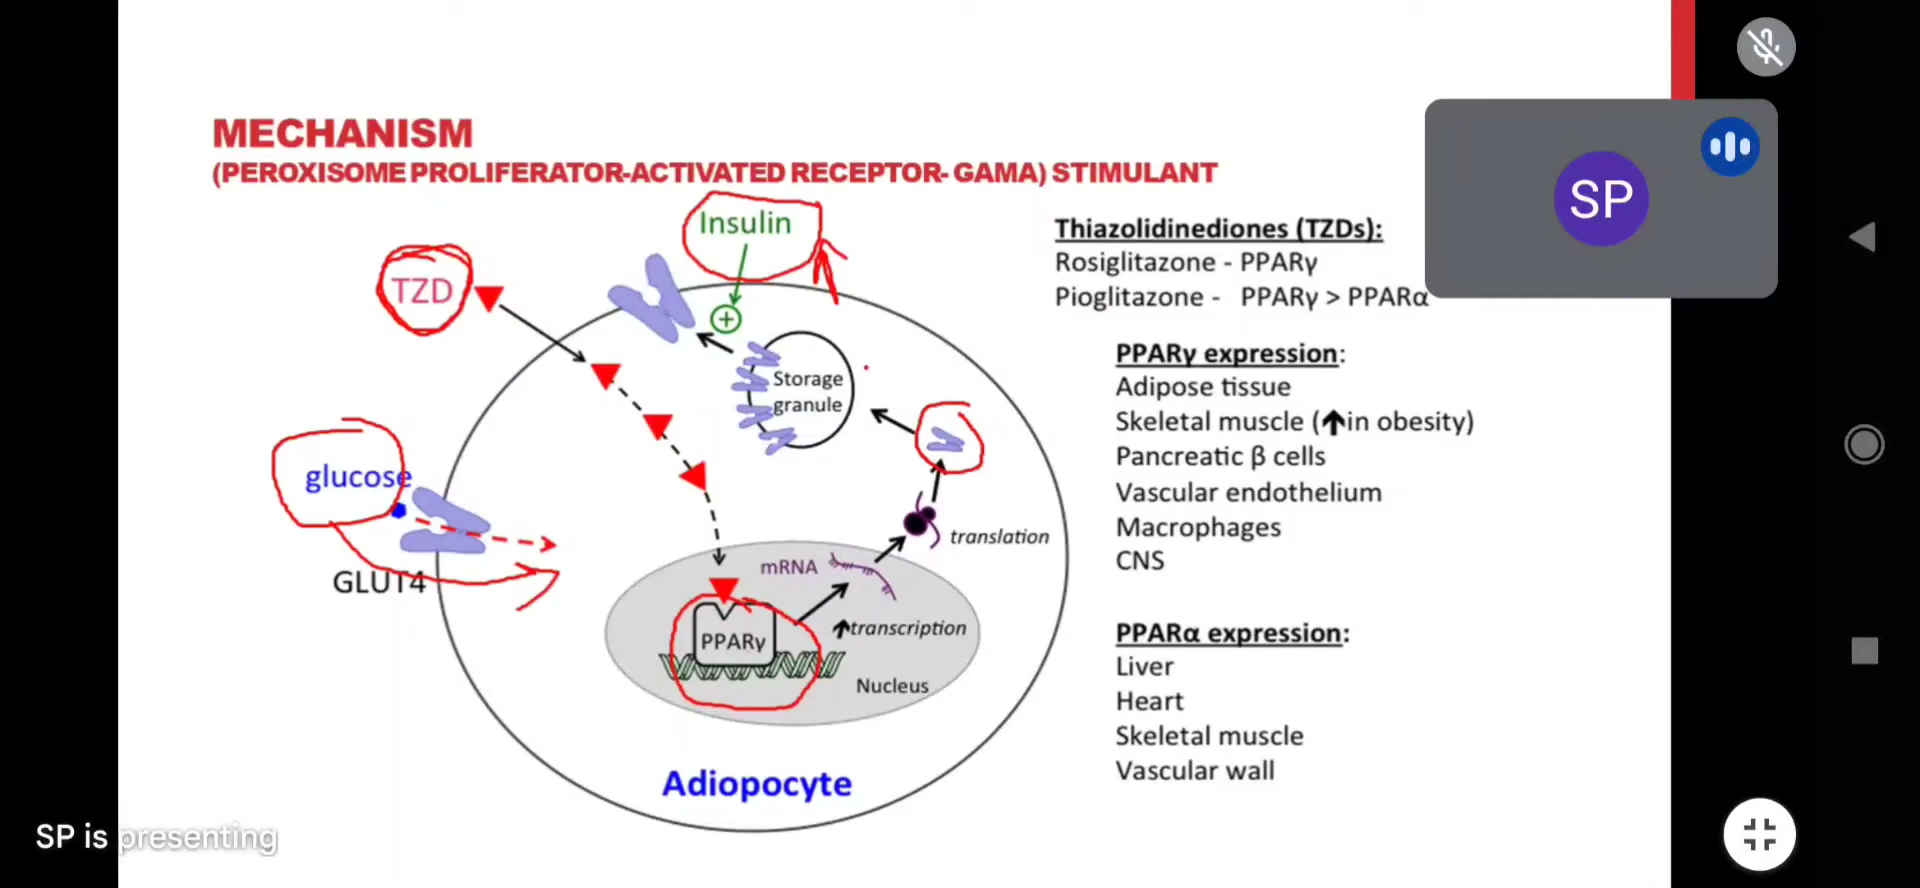 MECHANISM
(PEROXISOME PROLIFERATOR-ACTIVATED RECEPTOR- GAMA) STIMULANT
Insulin
TZD
+
Storage
granule
glucose
GLUT4
translation
mRNA
transcription
PPARγ
Nucleus
Adiopocyte
Thiazolidinediones (TZDs):
Rosiglitazone - PPARγ
Pioglitazone - PPARγ > PPARα
PPARγ expression:
Adipose tissue
Skeletal muscle (↑in obesity)
Pancreatic β cells
Vascular endothelium
Macrophages
CNS
PPARα expression:
Liver
Heart
Skeletal muscle
Vascular wall
SP
SP is presenting